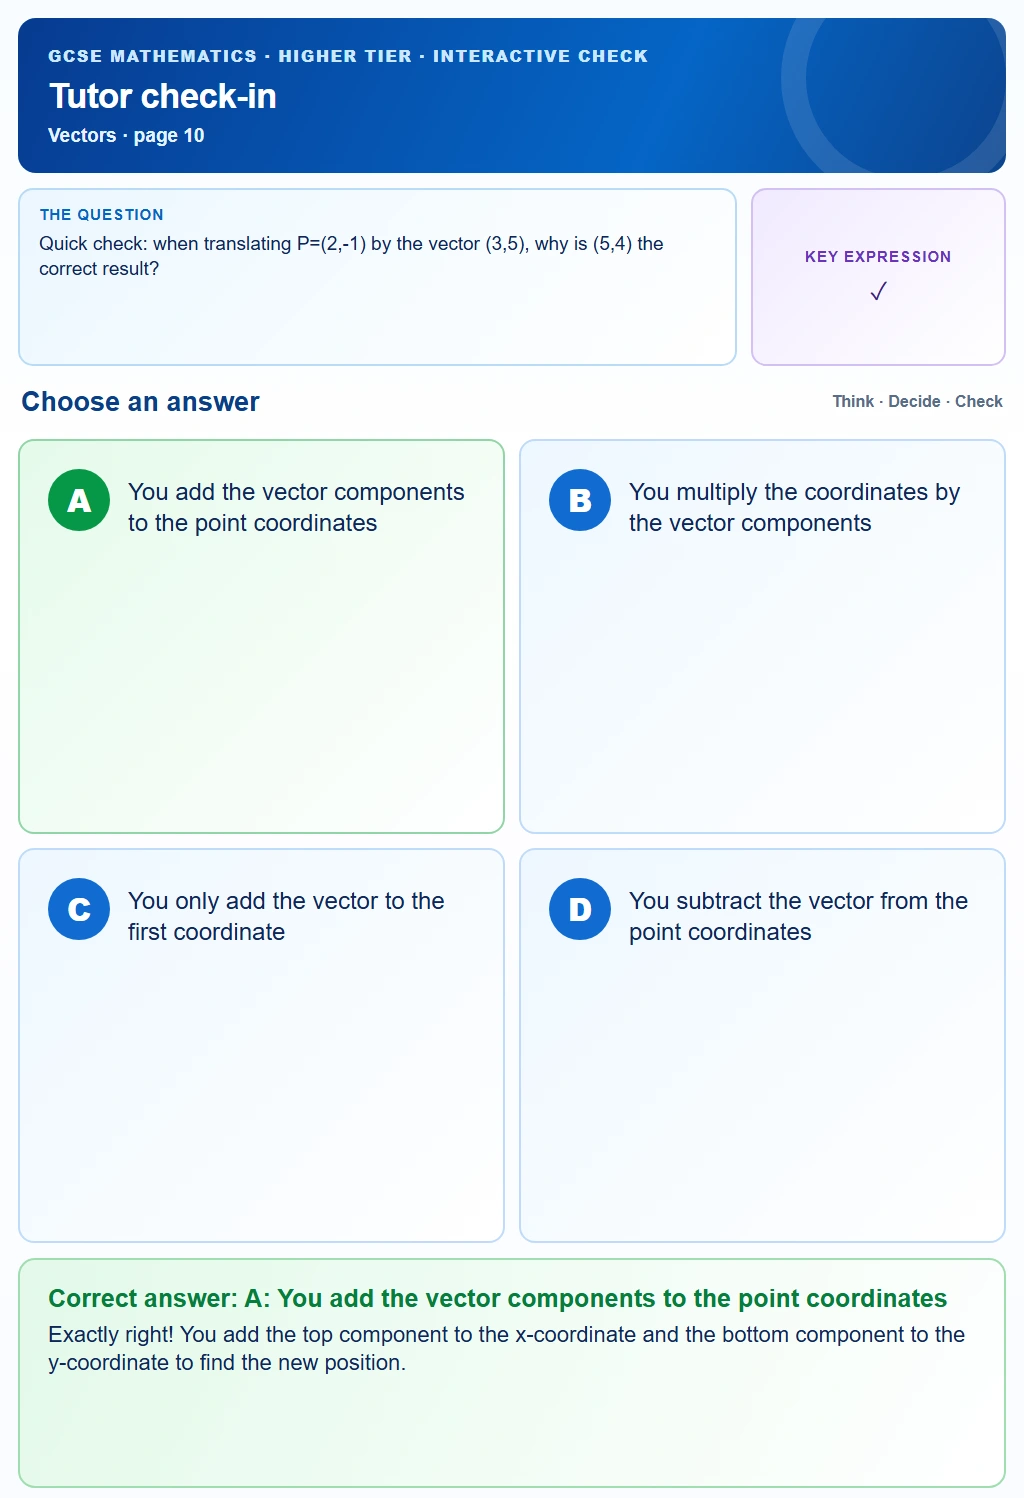 GCSE MATHEMATICS · HIGHER TIER · INTERACTIVE CHECK
Tutor check-in
Vectors · page 10
THE QUESTION
Quick check: when translating P=(2,-1) by the vector (3,5), why is (5,4) the
correct result?
KEY EXPRESSION
✓
Choose an answer
Think · Decide · Check
A
You add the vector components
to the point coordinates
B
You multiply the coordinates by
the vector components
C
You only add the vector to the
first coordinate
D
You subtract the vector from the
point coordinates
Correct answer: A: You add the vector components to the point coordinates
Exactly right! You add the top component to the x-coordinate and the bottom component to the
y-coordinate to find the new position.